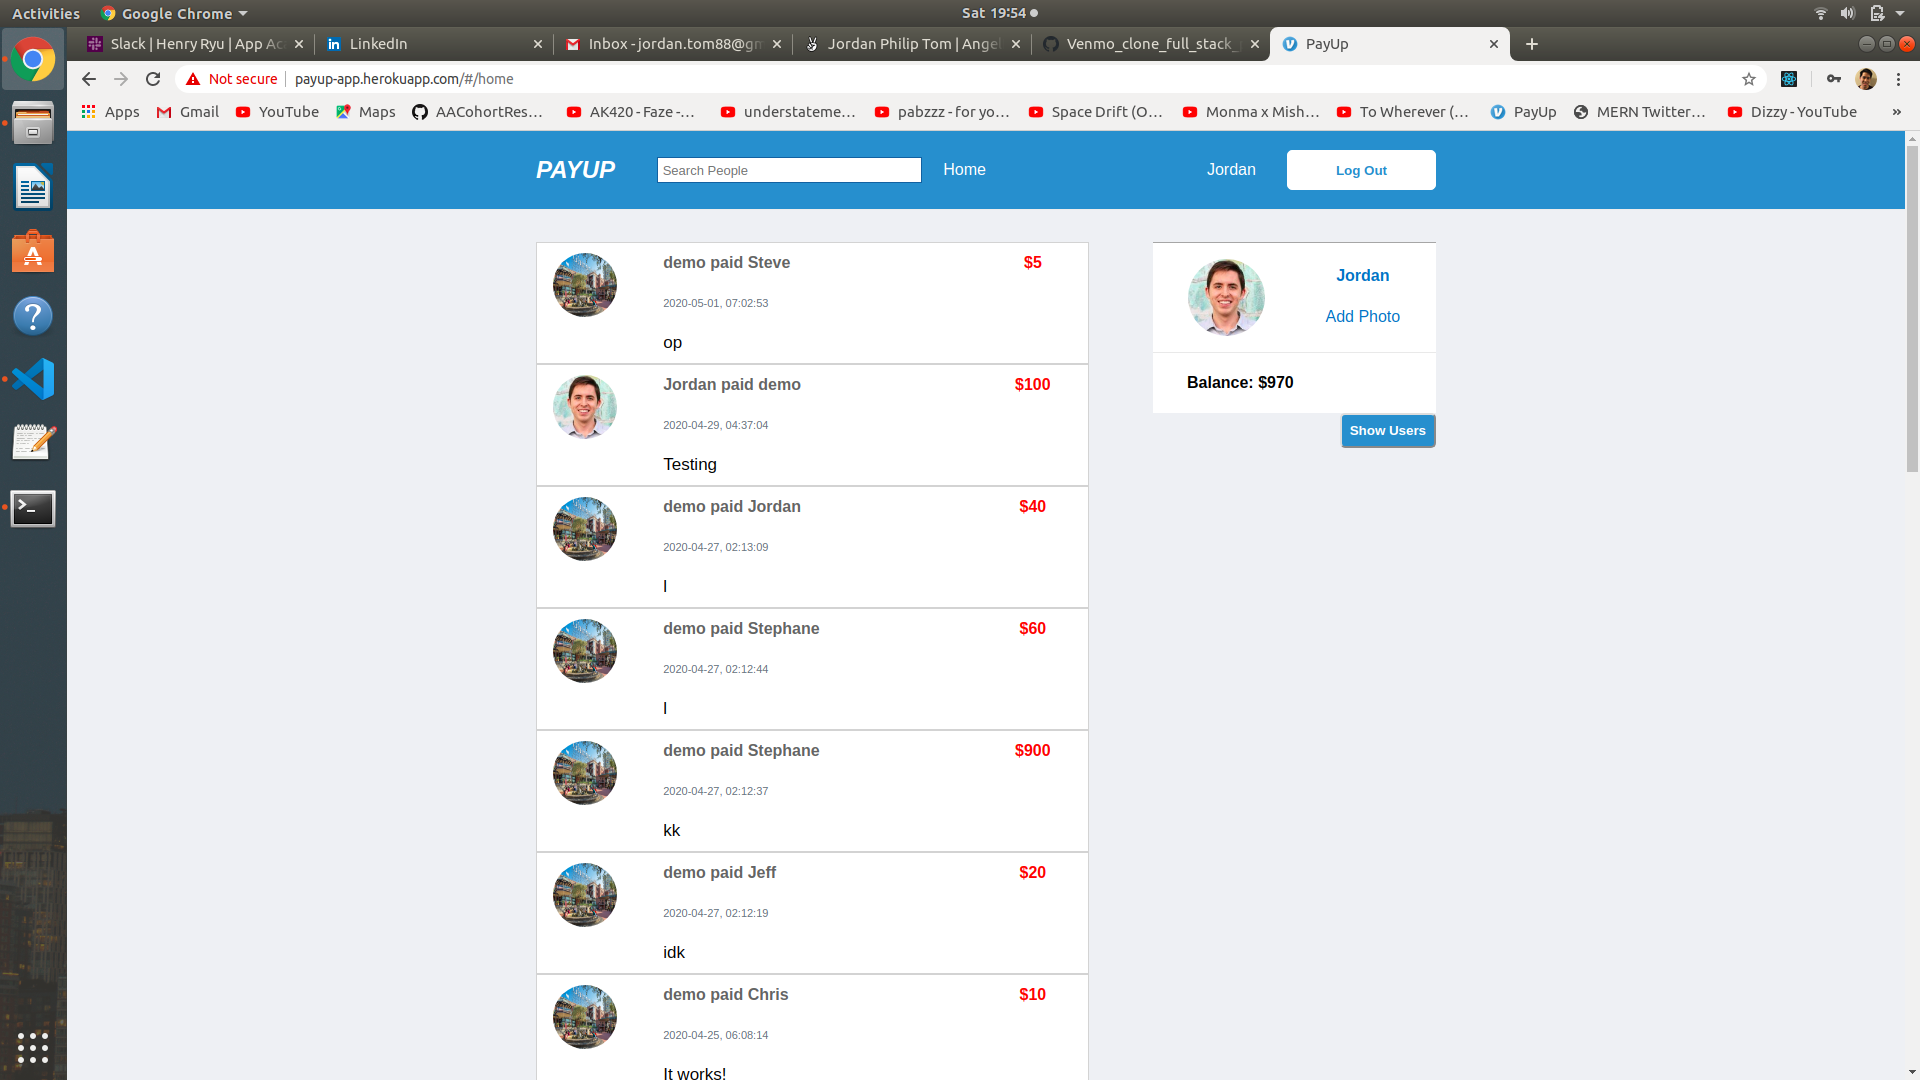 Activities Google Chrome Sat 19:54
Slack | Henry Ryu | App Ac LinkedIn Inbox - jordan.tom88@gm Jordan Philip Tom | Angel Venmo_clone_full_stack_ PayUp
Not secure payup-app.herokuapp.com/#/home
Apps Gmail YouTube Maps AACohortRes… AK420 - Faze -… understateme… pabzzz - for yo… Space Drift (O… Monma x Mish… To Wherever (… PayUp MERN Twitter… Dizzy - YouTube »
PAYUP Search People Home Jordan Log Out
demo paid Steve $5
2020-05-01, 07:02:53
op
Jordan paid demo $100
2020-04-29, 04:37:04
Testing
demo paid Jordan $40
2020-04-27, 02:13:09
l
demo paid Stephane $60
2020-04-27, 02:12:44
l
demo paid Stephane $900
2020-04-27, 02:12:37
kk
demo paid Jeff $20
2020-04-27, 02:12:19
idk
demo paid Chris $10
2020-04-25, 06:08:14
It works!
Jordan
Add Photo
Balance: $970
Show Users